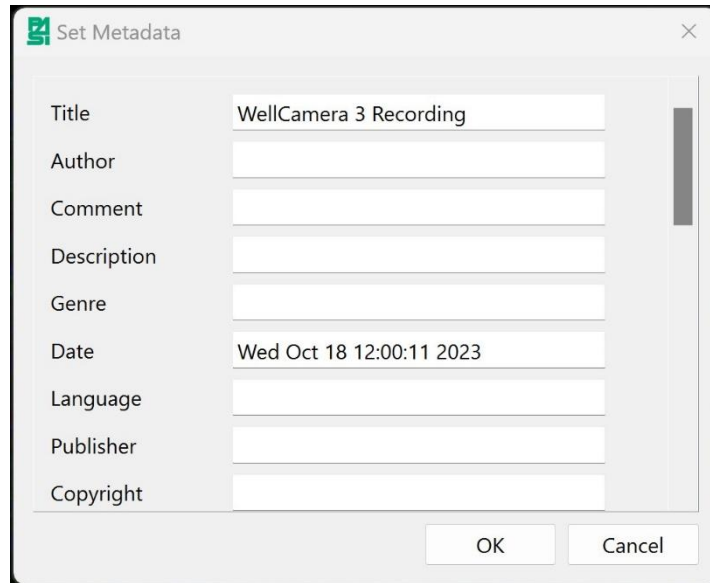 PASI Set Metadata
Title WellCamera 3 Recording
Author
Comment
Description
Genre
Date Wed Oct 18 12:00:11 2023
Language
Publisher
Copyright
OK Cancel